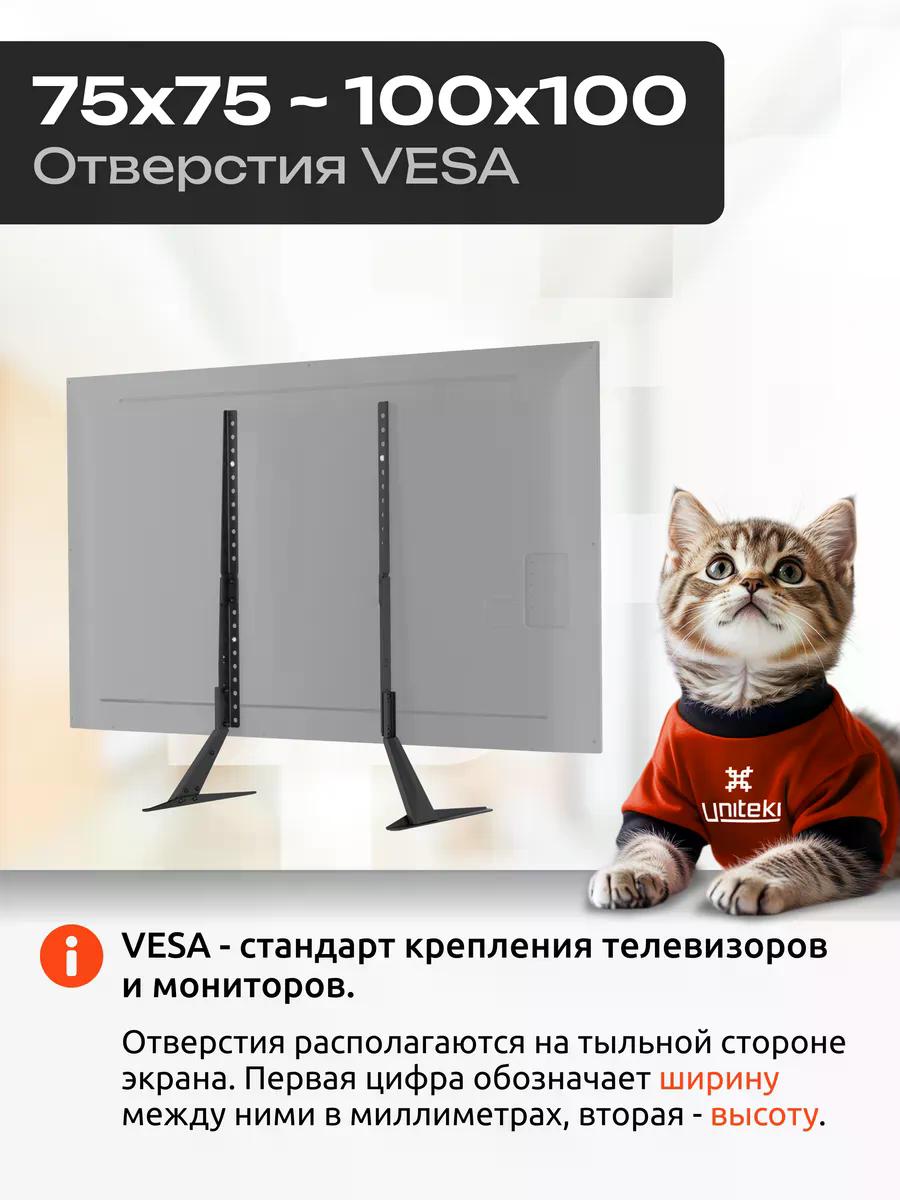 75x75 ~ 100x100
Отверстия VESA
uniteki
VESA - стандарт крепления телевизоров
и мониторов.
Отверстия располагаются на тыльной стороне
экрана. Первая цифра обозначает ширину
между ними в миллиметрах, вторая - высоту.